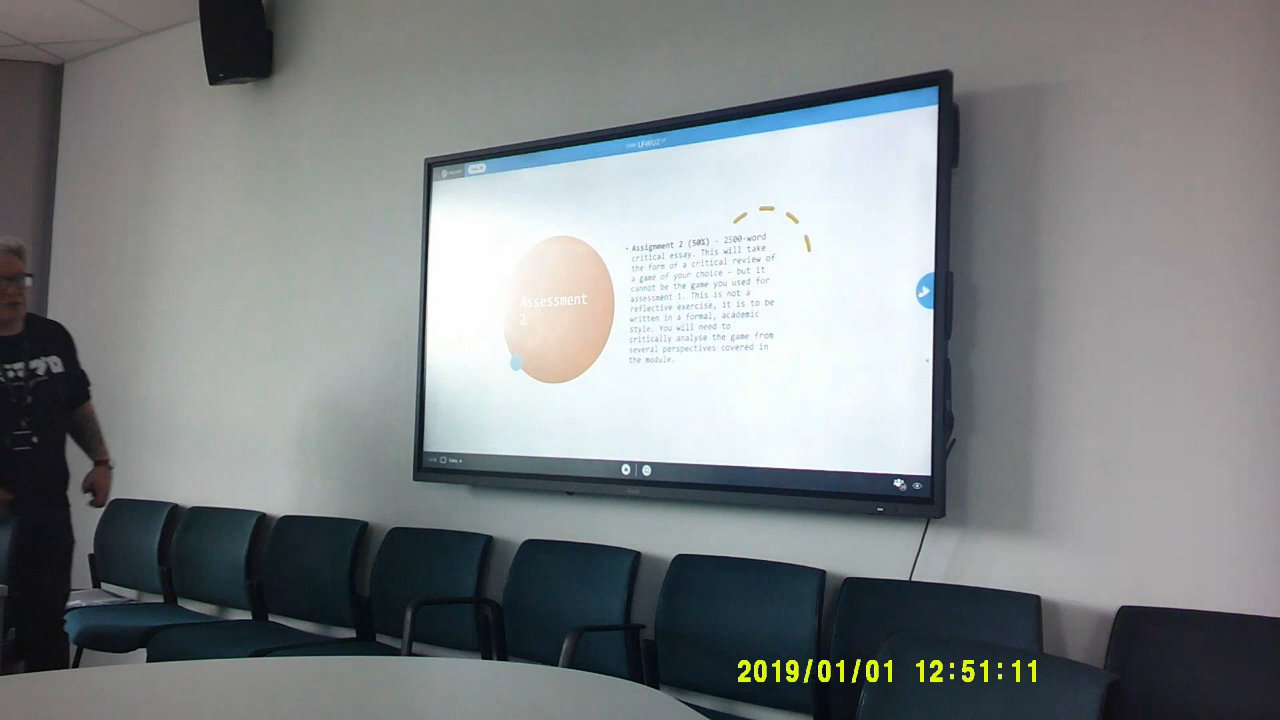 LFWUZ
Assessment
2
• Assignment 2 (50%) – 2500-word
critical essay. This will take
the form of a critical review of
a game of your choice – but it
cannot be the game you used for
assessment 1. This is not a
reflective exercise, it is to be
written in a formal, academic
style. You will need to
critically analyse the game from
several perspectives covered in
the module.
2019/01/01 12:51:11